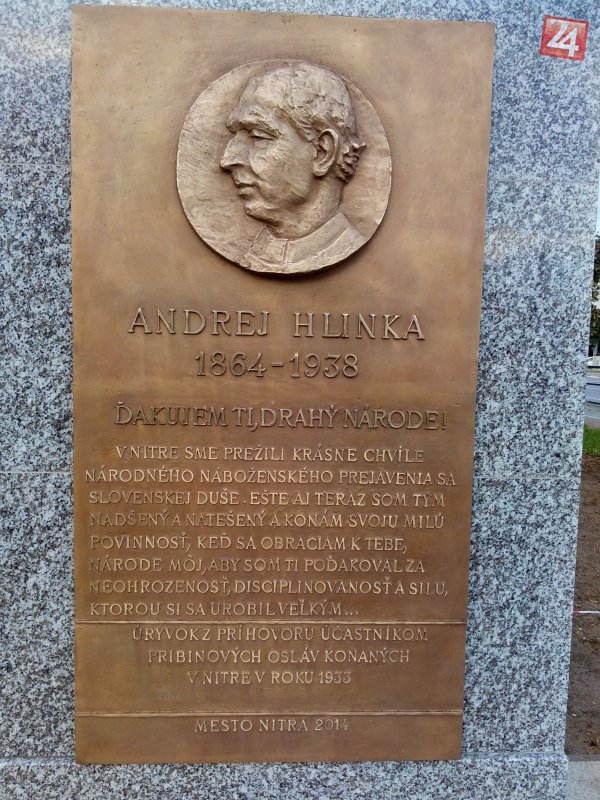 24
ANDREJ HLINKA
1864-1938
ĎAKUJEM TI, DRAHÝ NÁRODE!
V NITRE SME PREŽILI KRÁSNE CHVÍLE
NÁRODNÉHO NÁBOŽENSKÉHO PREJAVENIA SA
SLOVENSKEJ DUŠE. EŠTE AJ TERAZ SOM TÝM
NADŠENÝ A NATEŠENÝ A KONÁM SVOJU MILÚ
POVINNOSŤ, KEĎ SA OBRACIAM K TEBE,
NÁRODE MÔJ, ABY SOM TI POĎAKOVAL ZA
NEOHROZENOSŤ, DISCIPLINOVANOSŤ A SILU,
KTOROU SI SA UROBIL VEĽKÝM...
ÚRYVOK Z PRÍHOVORU ÚČASTNÍKOM
PRIBINOVÝCH OSLÁV KONANÝCH
V NITRE V ROKU 1933
MESTO NITRA 2014